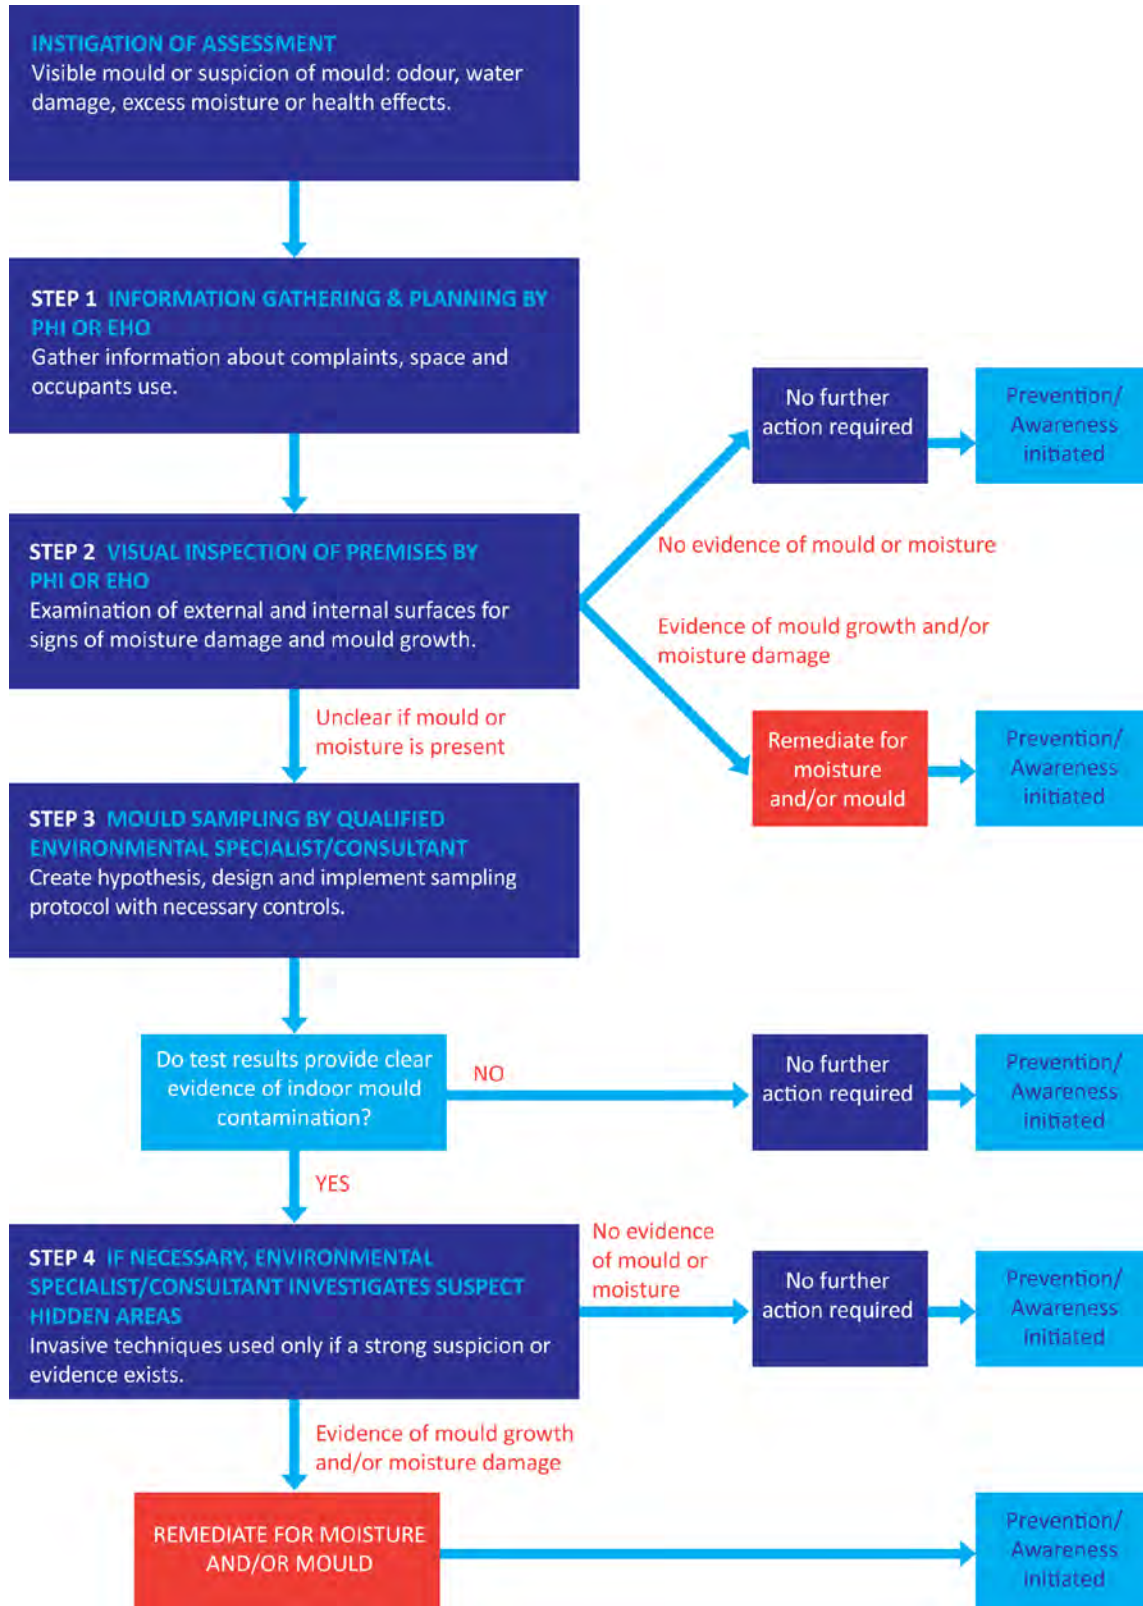 INSTIGATION OF ASSESSMENT
Visible mould or suspicion of mould: odour, water
damage, excess moisture or health effects.
STEP 1 INFORMATION GATHERING & PLANNING BY
PHI OR EHO
Gather information about complaints, space and
occupants use.
No further
action required
Prevention/
Awareness
initiated
No evidence of mould or moisture
STEP 2 VISUAL INSPECTION OF PREMISES BY
PHI OR EHO
Examination of external and internal surfaces for
signs of moisture damage and mould growth.
Evidence of mould growth and/or
moisture damage
Remediate for
moisture
and/or mould
Prevention/
Awareness
initiated
Unclear if mould or
moisture is present
STEP 3 MOULD SAMPLING BY QUALIFIED
ENVIRONMENTAL SPECIALIST/CONSULTANT
Create hypothesis, design and implement sampling
protocol with necessary controls.
Do test results provide clear
evidence of indoor mould
contamination?
NO
No further
action required
Prevention/
Awareness
initiated
YES
STEP 4 IF NECESSARY, ENVIRONMENTAL
SPECIALIST/CONSULTANT INVESTIGATES SUSPECT
HIDDEN AREAS
Invasive techniques used only if a strong suspicion or
evidence exists.
No evidence
of mould or
moisture
No further
action required
Prevention/
Awareness
initiated
Evidence of mould growth
and/or moisture damage
REMEDIATE FOR MOISTURE
AND/OR MOULD
Prevention/
Awareness
initiated